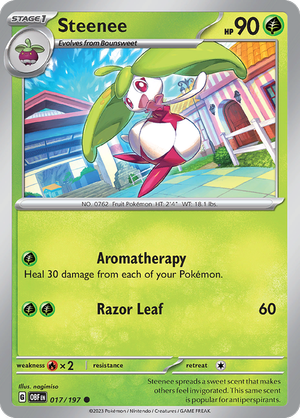 STAGE 1
Steenee
HP 90
Evolves from Bounsweet
NO. 0762 Fruit Pokémon HT: 2'4" WT: 18.1 lbs.
Aromatherapy
Heal 30 damage from each of your Pokémon.
Razor Leaf 60
weakness × 2 resistance retreat
Illus. nagimiso
G OBF EN 017/197
Steenee spreads a sweet scent that makes
others feel invigorated. This same scent
is popular for antiperspirants.
©2023 Pokémon / Nintendo / Creatures / GAME FREAK